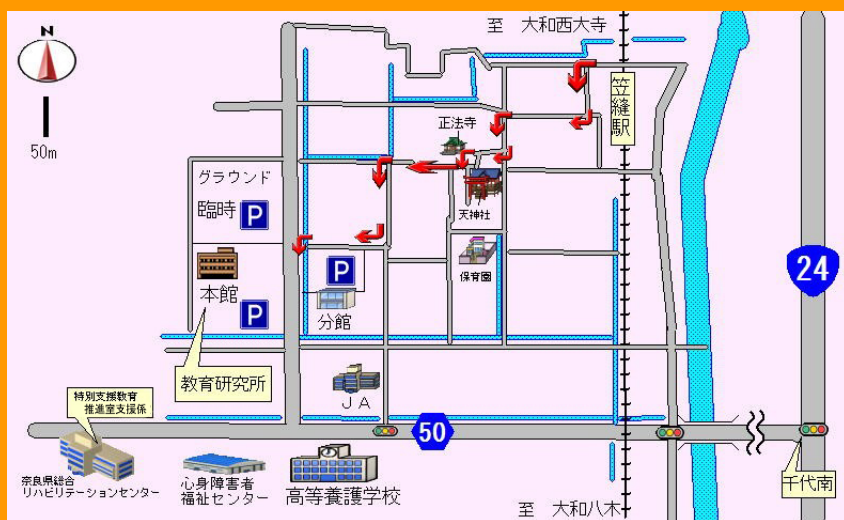 至 大和西大寺
N
50m
笠縫駅
正法寺
グラウンド
臨時
P
天神社
24
本館
P
P
分館
保育園
教育研究所
JA
特別支援教育
推進室支援係
50
奈良県総合
リハビリテーションセンター
心身障害者
福祉センター
高等養護学校
千代南
至 大和八木